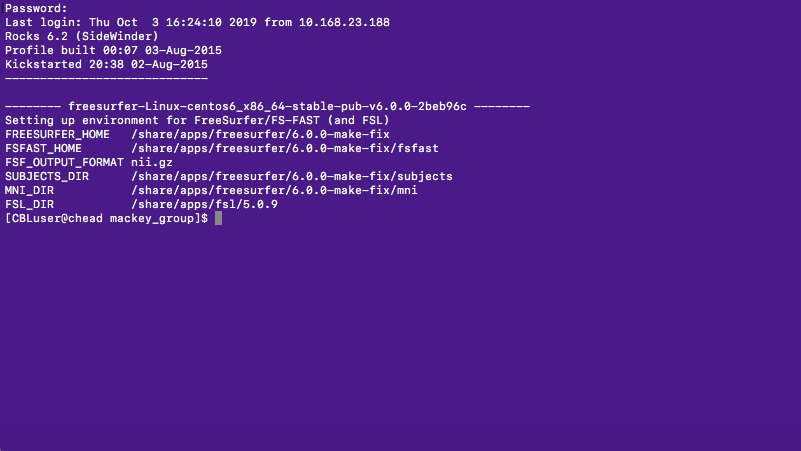 Password:
Last login: Thu Oct  3 16:24:10 2019 from 10.168.23.188
Rocks 6.2 (SideWinder)
Profile built 00:07 03-Aug-2015
Kickstarted 20:38 02-Aug-2015
-----------------------------
-------- freesurfer-Linux-centos6_x86_64-stable-pub-v6.0.0-2beb96c --------
Setting up environment for FreeSurfer/FS-FAST (and FSL)
FREESURFER_HOME   /share/apps/freesurfer/6.0.0-make-fix
FSFAST_HOME       /share/apps/freesurfer/6.0.0-make-fix/fsfast
FSF_OUTPUT_FORMAT nii.gz
SUBJECTS_DIR      /share/apps/freesurfer/6.0.0-make-fix/subjects
MNI_DIR           /share/apps/freesurfer/6.0.0-make-fix/mni
FSL_DIR           /share/apps/fsl/5.0.9
[CBLuser@chead mackey_group]$